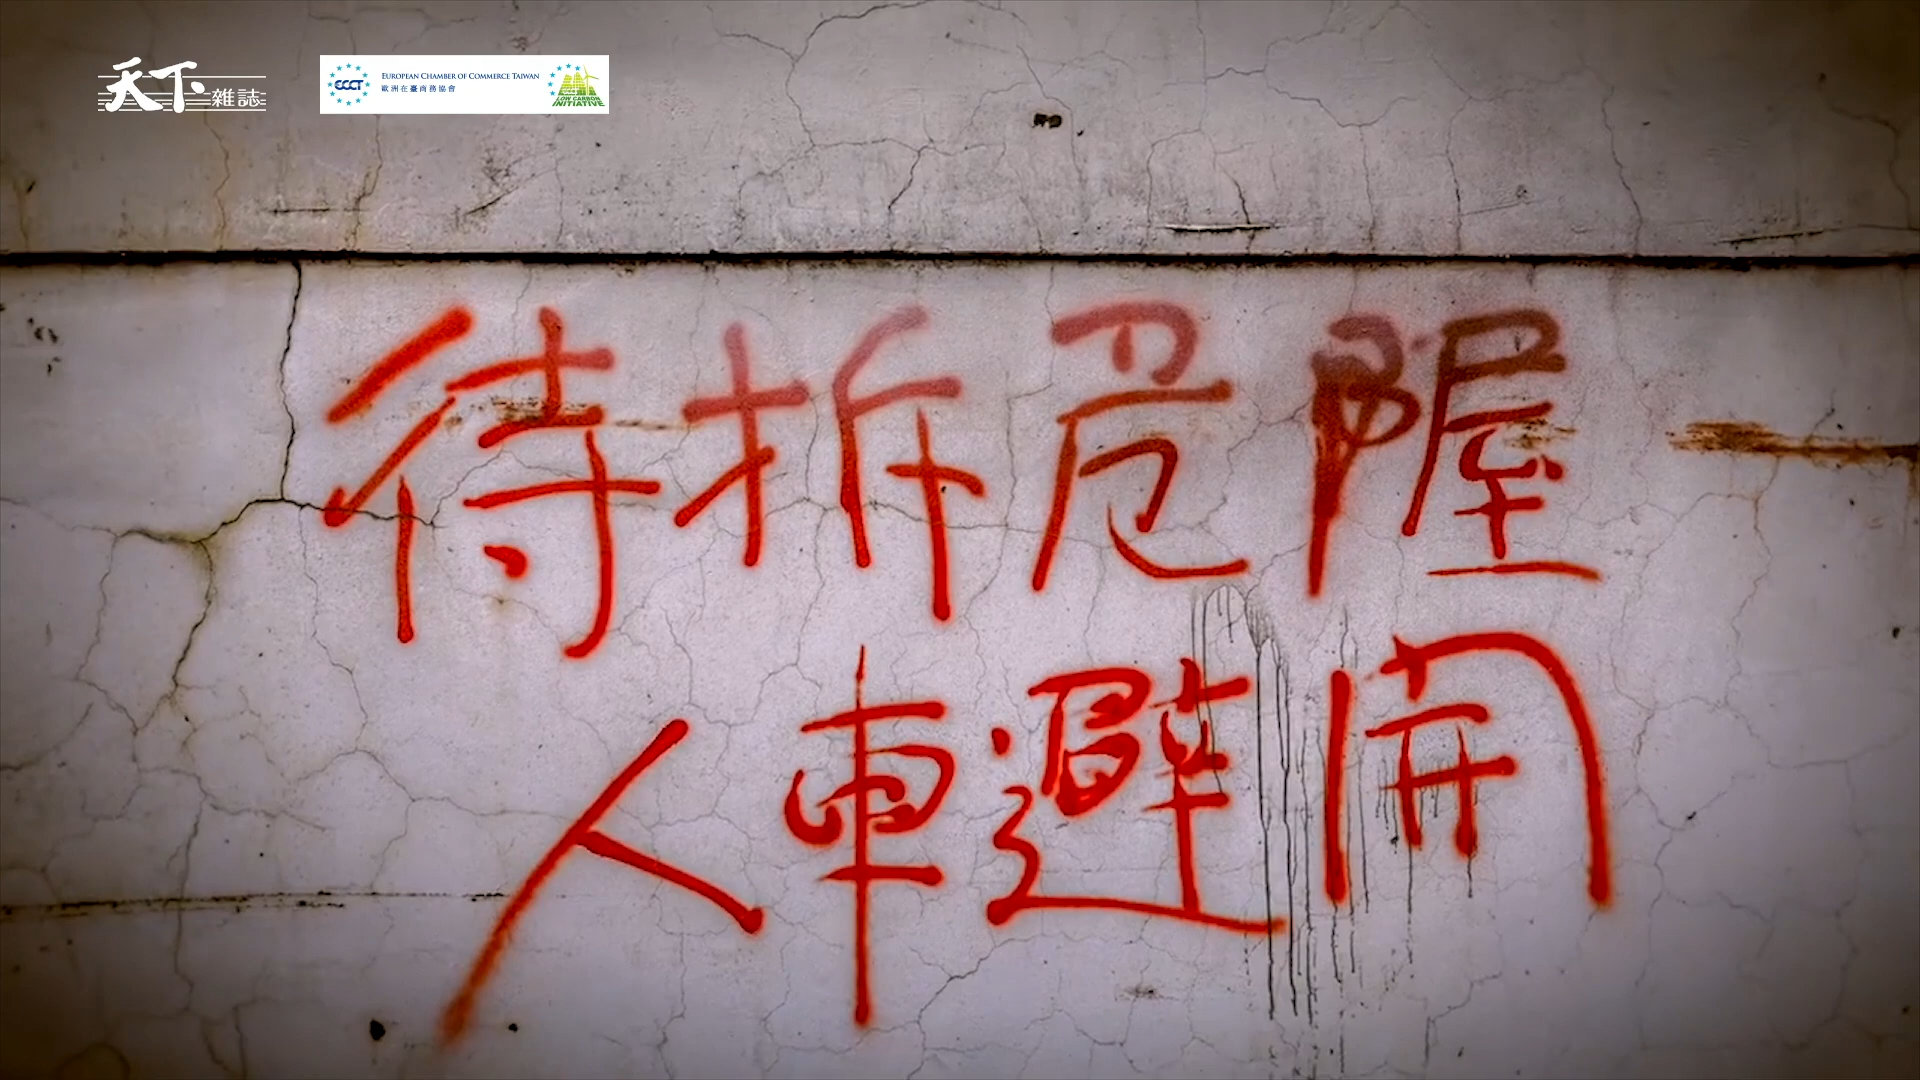 天下雜誌
ECCT
EUROPEAN CHAMBER OF COMMERCE TAIWAN
歐洲在臺商務協會
LOW CARBON INITIATIVE
待拆危險屋
人車避開